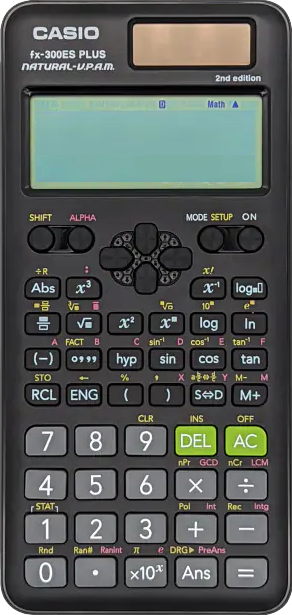 CASIO
fx-300ES PLUS
NATURAL-V.P.A.M.
2nd edition
D Math ▲
SHIFT ALPHA MODE SETUP ON
÷R : x!
Abs x³ x⁻¹ log▯▯
∛▯ ▯√▯ 10▯ e▯
√▯ x² x▯ log ln
A FACT B C sin⁻¹ D cos⁻¹ E tan⁻¹ F
(−) °,,, hyp sin cos tan
STO ← % , X a b/c⇔d/c Y M− M
RCL ENG ( ) S⇔D M+
CLR INS OFF
7 8 9 DEL AC
nPr GCD nCr LCM
4 5 6 × ÷
STAT Pol Int Rec Intg
1 2 3 + −
Rnd Ran# RanInt π e DRG▶ PreAns
0 • ×10ˣ Ans =